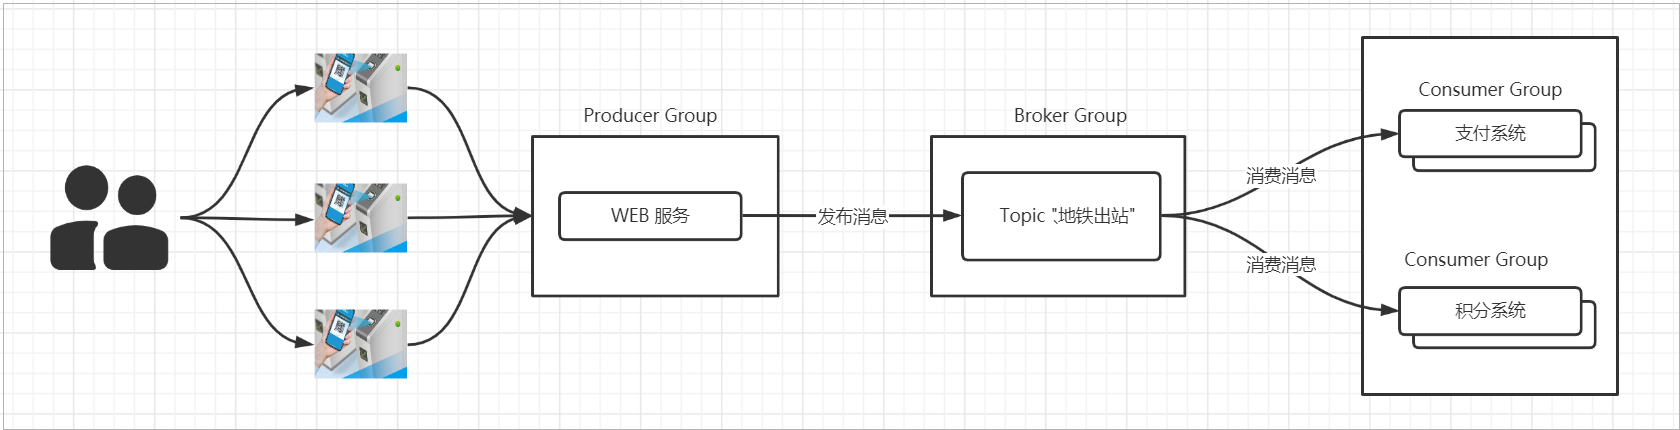 Producer Group
WEB 服务
发布消息
Broker Group
Topic "地铁出站"
消费消息
消费消息
Consumer Group
支付系统
Consumer Group
积分系统